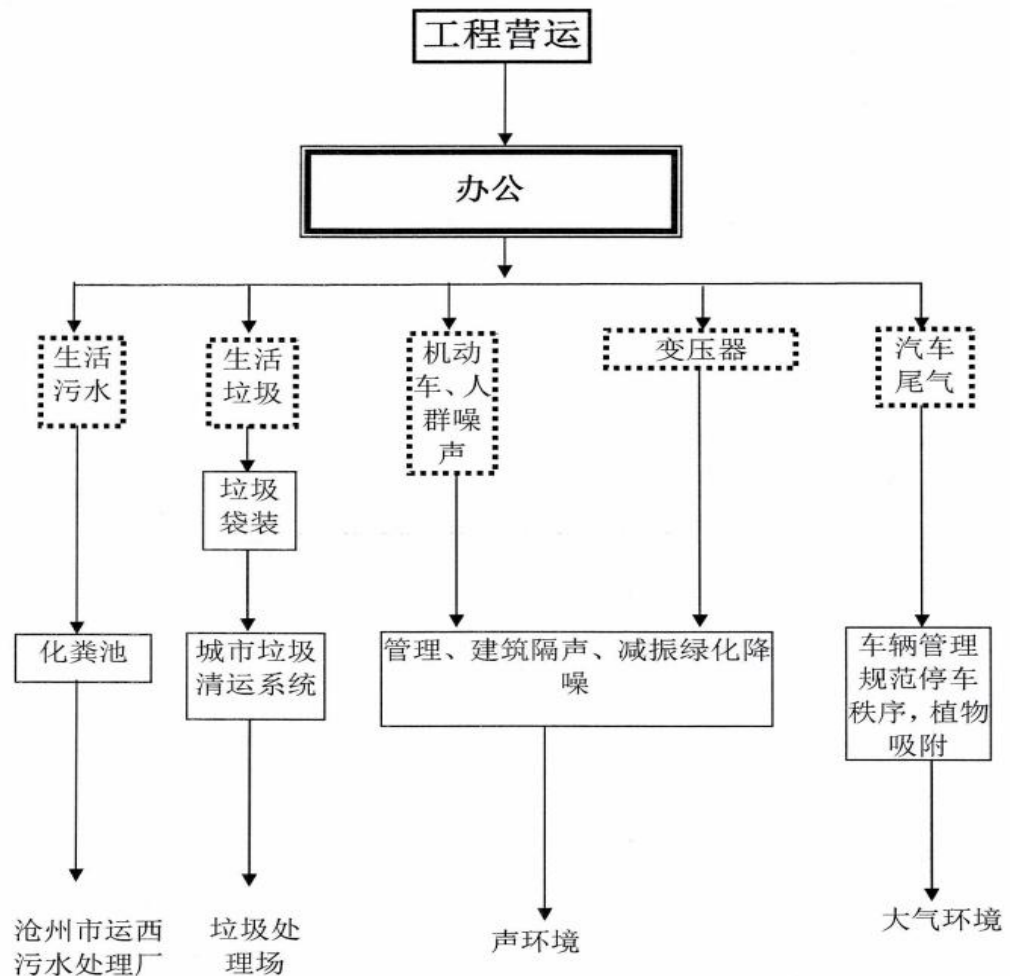 工程营运
办公
生活
污水
生活
垃圾
机动
车、人
群噪
声
变压器
汽车
尾气
垃圾
袋装
化粪池
城市垃圾
清运系统
管理、建筑隔声、减振绿化降
噪
车辆管理
规范停车
秩序，植物
吸附
沧州市运西
污水处理厂
垃圾处
理场
声环境
大气环境